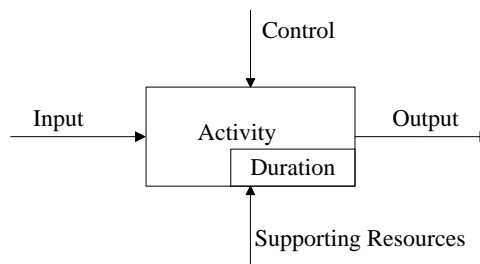 Control
Input
Activity
Output
Duration
Supporting Resources